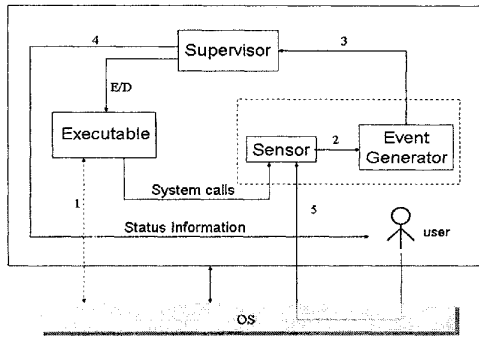 4
3
Supervisor
E/D
Executable
2
Event
Generator
Sensor
System calls
1
5
Status Information
user
OS